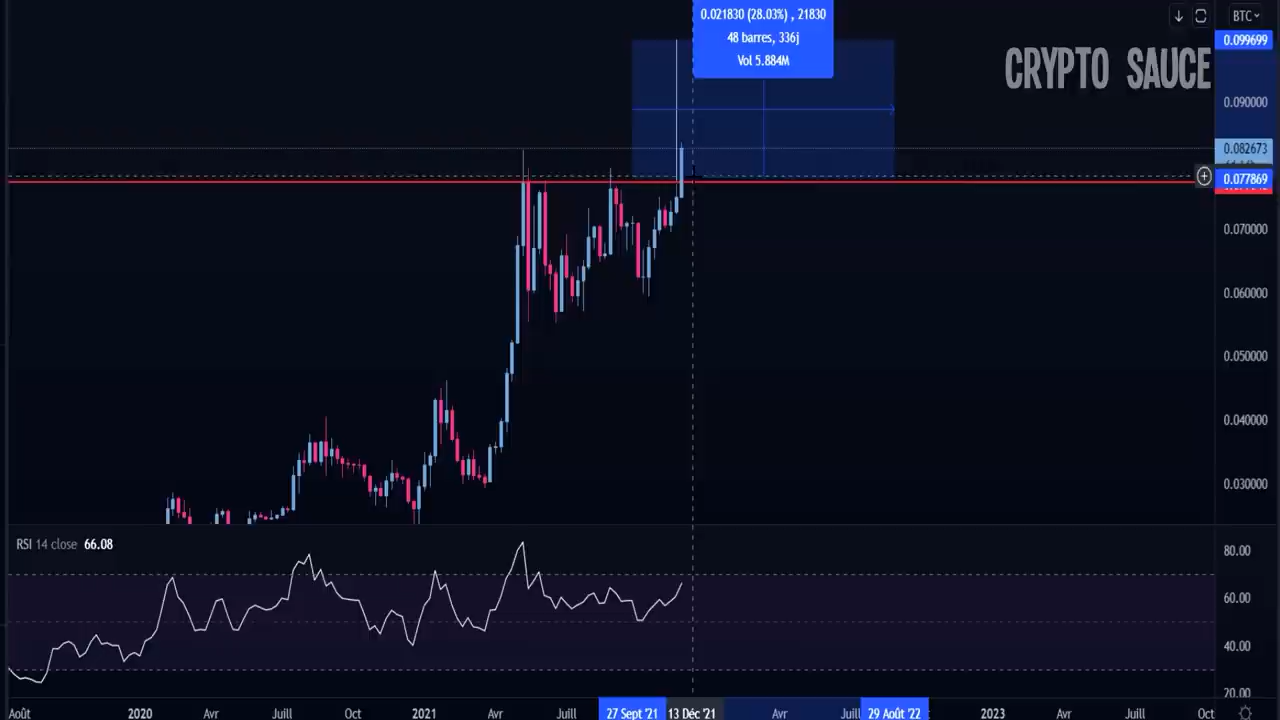 0.021830 (28.03%) , 21830
48 barres, 336j
Vol 5.884M
BTC
CRYPTO SAUCE
0.099699
0.090000
0.082673
0.077869
0.070000
0.060000
0.050000
0.040000
0.030000
RSI 14 close 66.08
80.00
60.00
40.00
20.00
Août 2020 Avr Juill Oct 2021 Avr Juill 27 Sept '21 13 Déc '21 Avr Juill 29 Août '22 2023 Avr Juill Oct